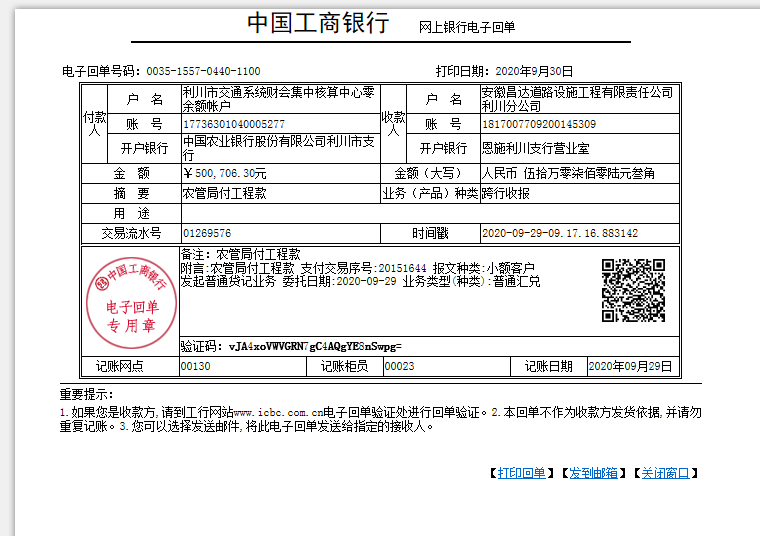 中国工商银行 网上银行电子回单
电子回单号码：0035-1557-0440-1100 打印日期：2020年9月30日
付款人 户 名 利川市交通系统财会集中核算中心零余额帐户 收款人 户 名 安徽昌达道路设施工程有限责任公司利川分公司
账 号 17736301040005277 账 号 1817007709200145309
开户银行 中国农业银行股份有限公司利川市支行 开户银行 恩施利川支行营业室
金 额 ￥500,706.30元 金额（大写） 人民币 伍拾万零柒佰零陆元叁角
摘 要 农管局付工程款 业务（产品）种类 跨行收报
用 途
交易流水号 01269576 时间戳 2020-09-29-09.17.16.883142
中国工商银行
电子回单
专用章
备注：农管局付工程款
附言:农管局付工程款 支付交易序号:20151644 报文种类:小额客户
发起普通贷记业务 委托日期:2020-09-29 业务类型(种类):普通汇兑
验证码：vJA4xoVWVGRN7gC4AQgYE8nSwpg=
记账网点 00130 记账柜员 00023 记账日期 2020年09月29日
重要提示：
1.如果您是收款方,请到工行网站www.icbc.com.cn电子回单验证处进行回单验证。2.本回单不作为收款方发货依据,并请勿
重复记账。3.您可以选择发送邮件,将此电子回单发送给指定的接收人。
【打印回单】【发到邮箱】【关闭窗口】